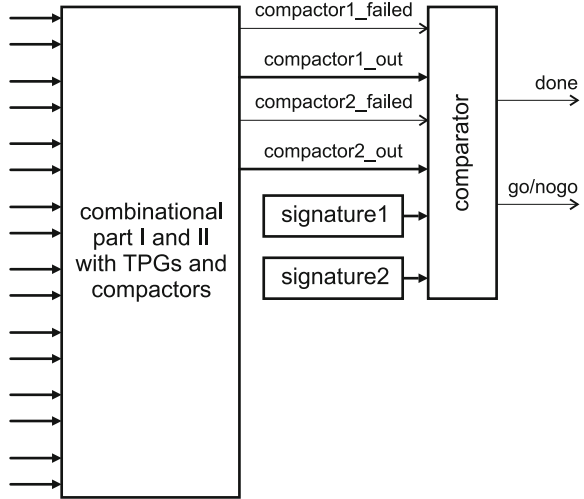 compactor1_failed
compactor1_out
compactor2_failed
compactor2_out
signature1
signature2
combinational
part I and II
with TPGs and
compactors
comparator
done
go/nogo